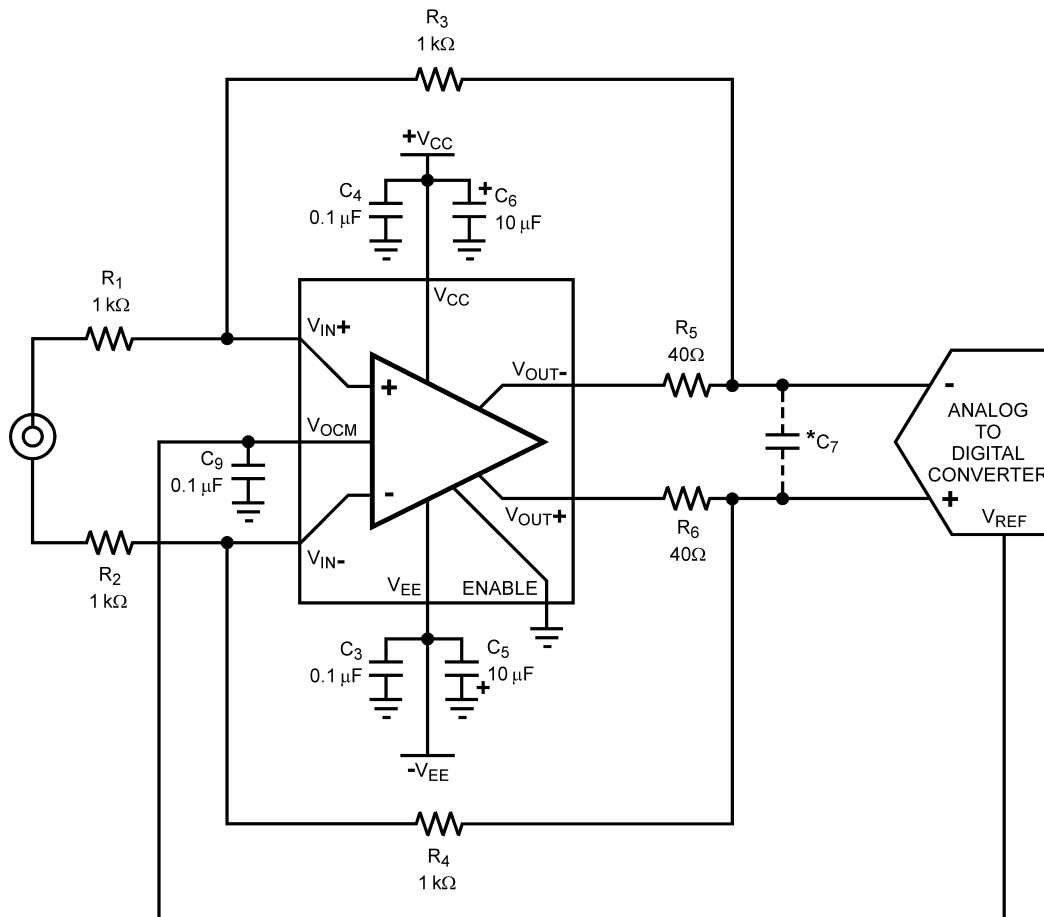 R3
1 kΩ
+VCC
C4
0.1 µF
+
C6
10 µF
R1
1 kΩ
VIN+
VCC
R5
40Ω
VOUT-
+
VOCM
C9
0.1 µF
-
VOUT+
*C7
-
ANALOG
TO
DIGITAL
CONVERTER
+
VREF
R6
40Ω
R2
1 kΩ
VIN-
VEE
ENABLE
C3
0.1 µF
C5
10 µF
+
-VEE
R4
1 kΩ